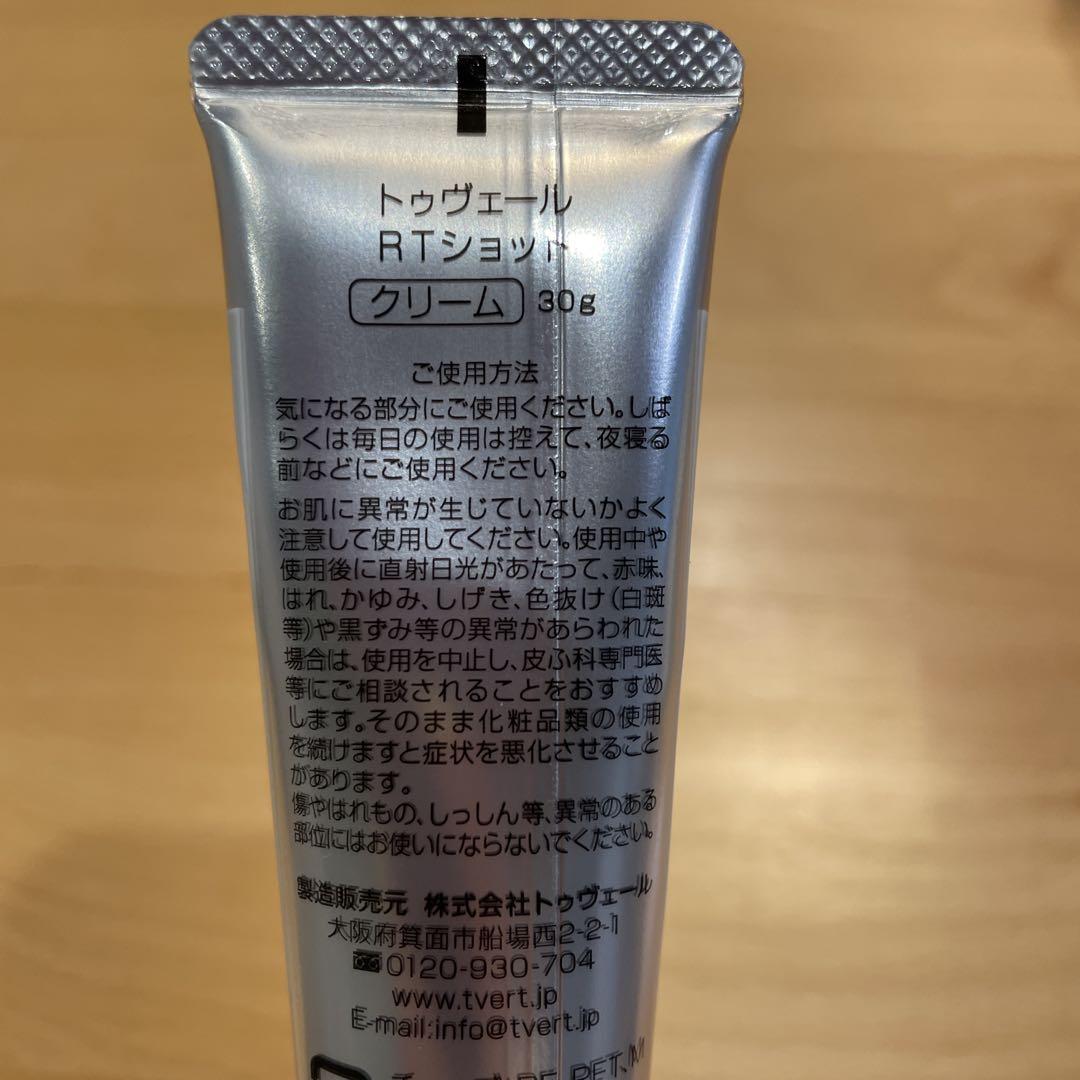 トゥヴェール
RTショット
クリーム 30g
ご使用方法
気になる部分にご使用ください。しば
らくは毎日の使用は控えて、夜寝る
前などにご使用ください。
お肌に異常が生じていないかよく
注意して使用してください。使用中や
使用後に直射日光があたって、赤味、
はれ、かゆみ、しげき、色抜け(白斑
等)や黒ずみ等の異常があらわれた
場合は、使用を中止し、皮ふ科専門医
等にご相談されることをおすすめ
します。そのまま化粧品類の使用
を続けますと症状を悪化させること
があります。
傷やはれもの、しっしん等、異常のある
部位にはお使いにならないでください。
製造販売元 株式会社トゥヴェール
大阪府箕面市船場西2-2-1
0120-930-704
www.tvert.jp
E-mail:info@tvert.jp
PE, PET, M